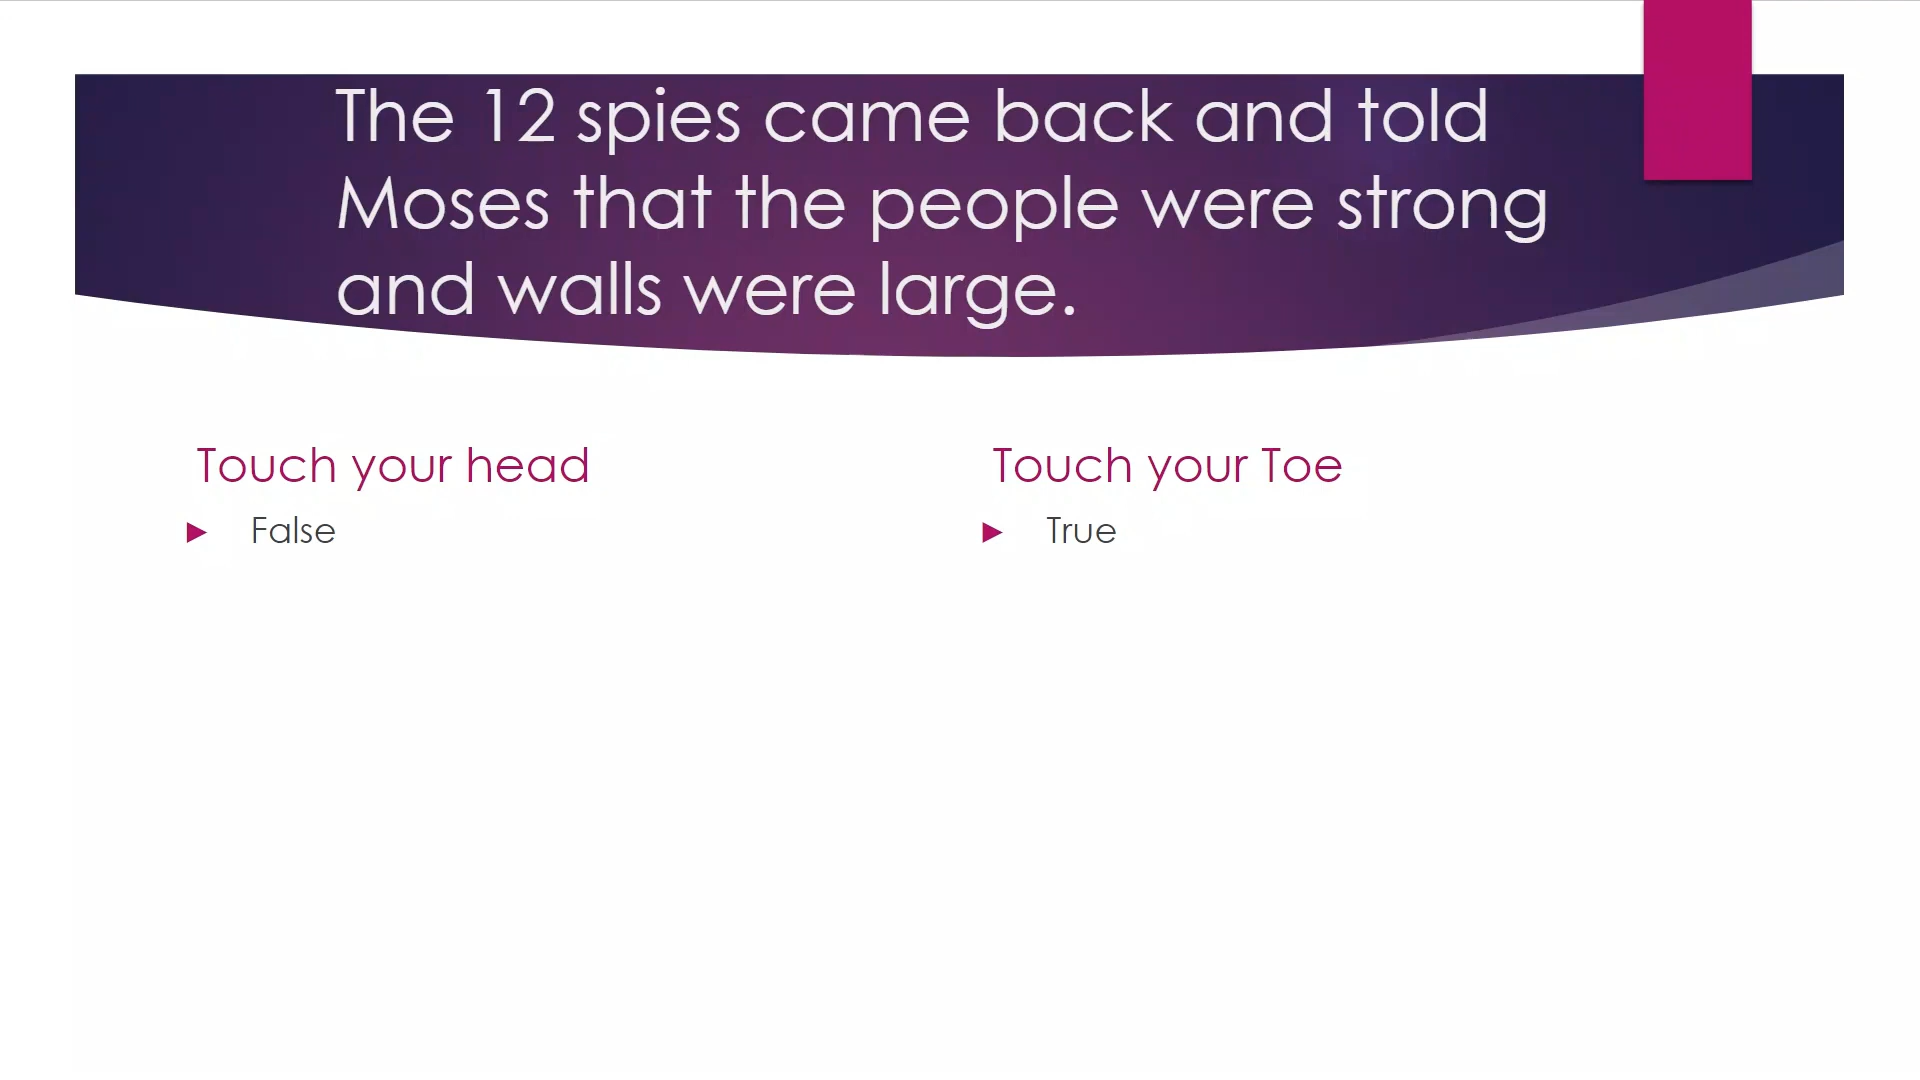 The 12 spies came back and told
Moses that the people were strong
and walls were large.
Touch your head
False
Touch your Toe
True